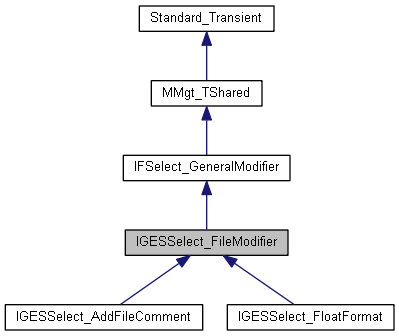 Standard_Transient
MMgt_TShared
IFSelect_GeneralModifier
IGESSelect_FileModifier
IGESSelect_AddFileComment
IGESSelect_FloatFormat